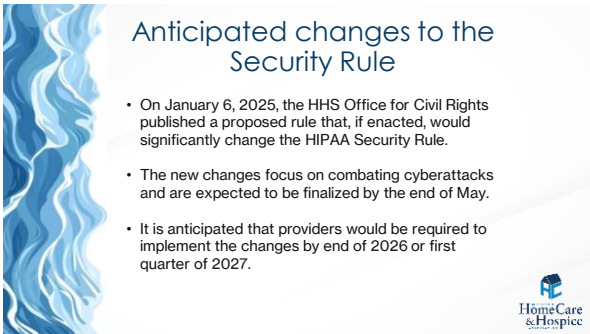 Anticipated changes to the
Security Rule
• On January 6, 2025, the HHS Office for Civil Rights
published a proposed rule that, if enacted, would
significantly change the HIPAA Security Rule.
• The new changes focus on combating cyberattacks
and are expected to be finalized by the end of May.
• It is anticipated that providers would be required to
implement the changes by end of 2026 or first
quarter of 2027.
HomeCare
& Hospice